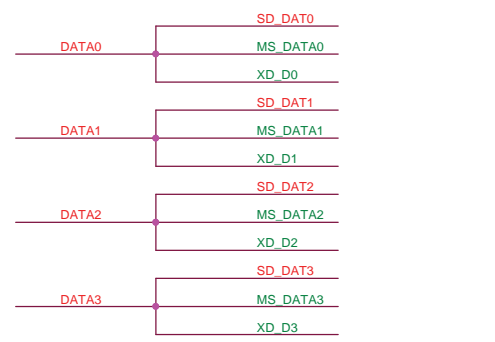 SD_DAT0
DATA0
MS_DATA0
XD_D0
SD_DAT1
DATA1
MS_DATA1
XD_D1
SD_DAT2
DATA2
MS_DATA2
XD_D2
SD_DAT3
DATA3
MS_DATA3
XD_D3